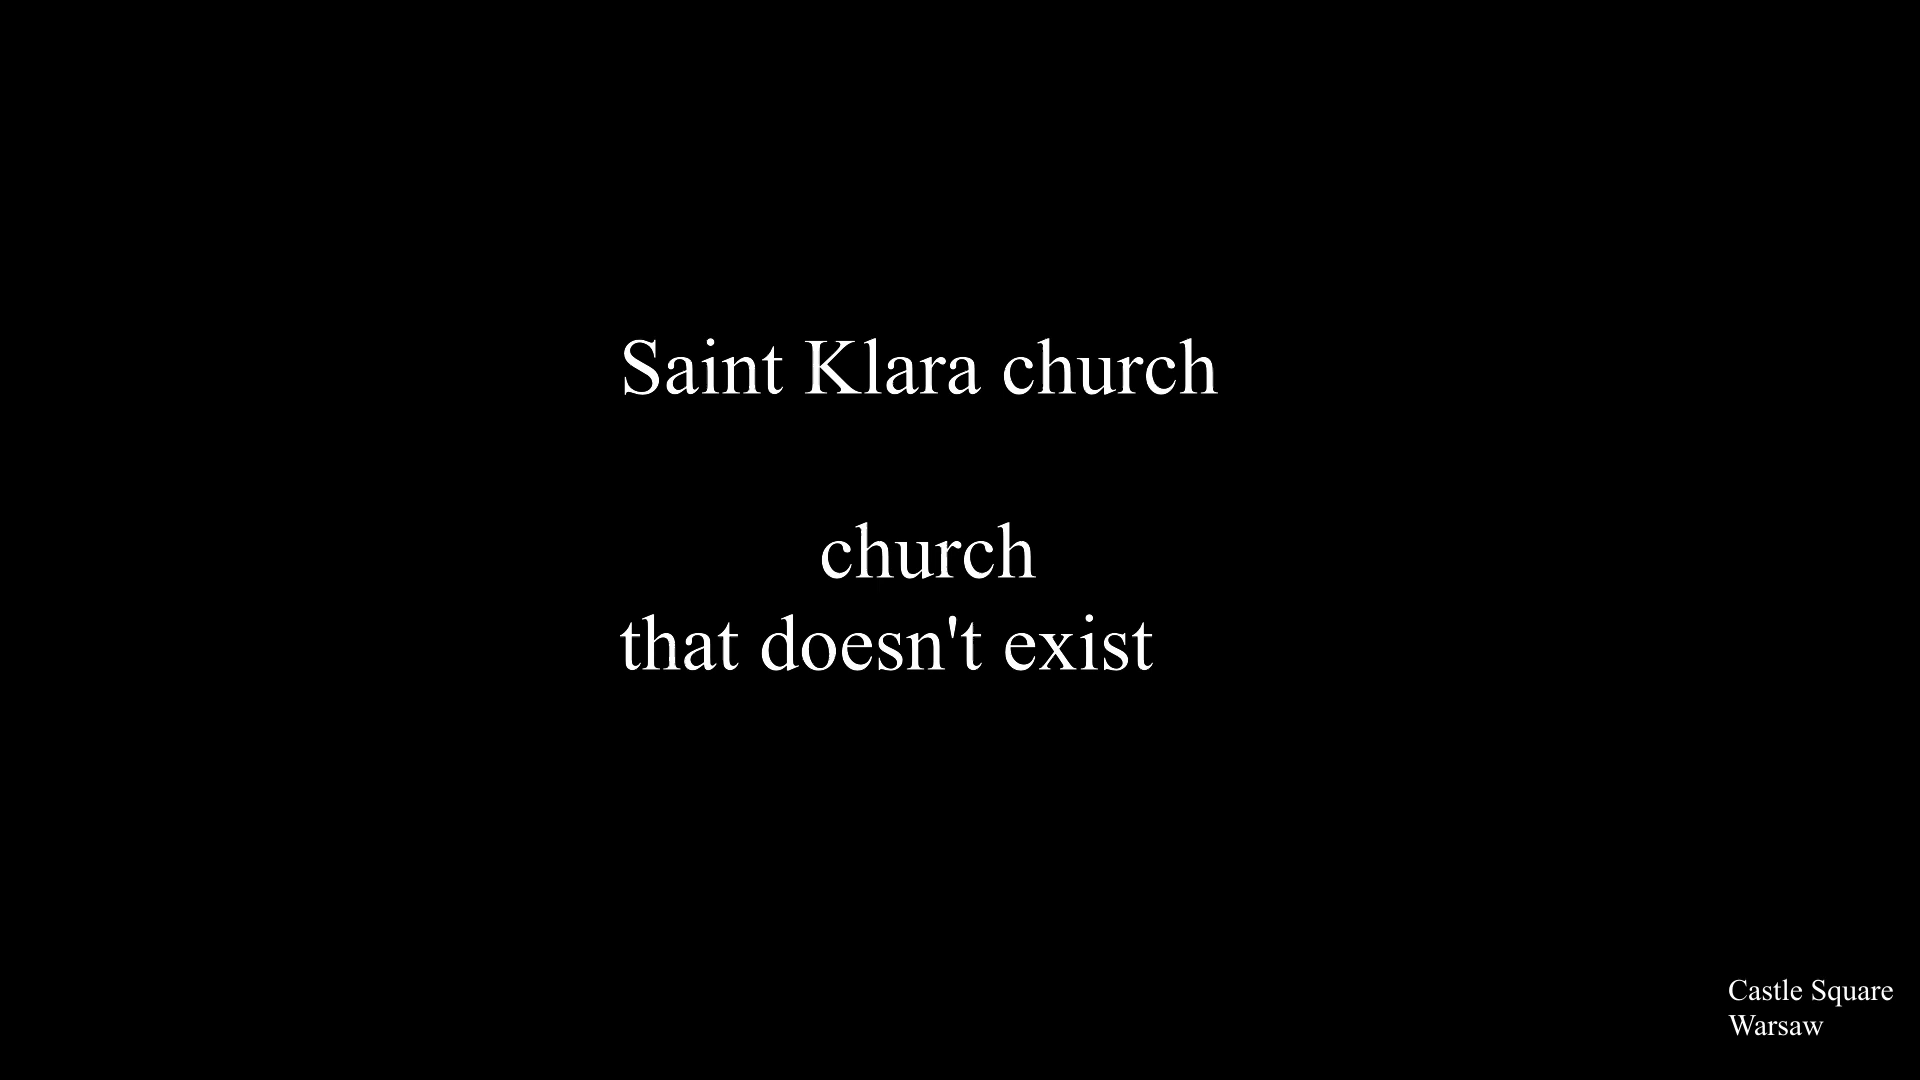 Saint Klara church
church
that doesn't exist
Castle Square
Warsaw